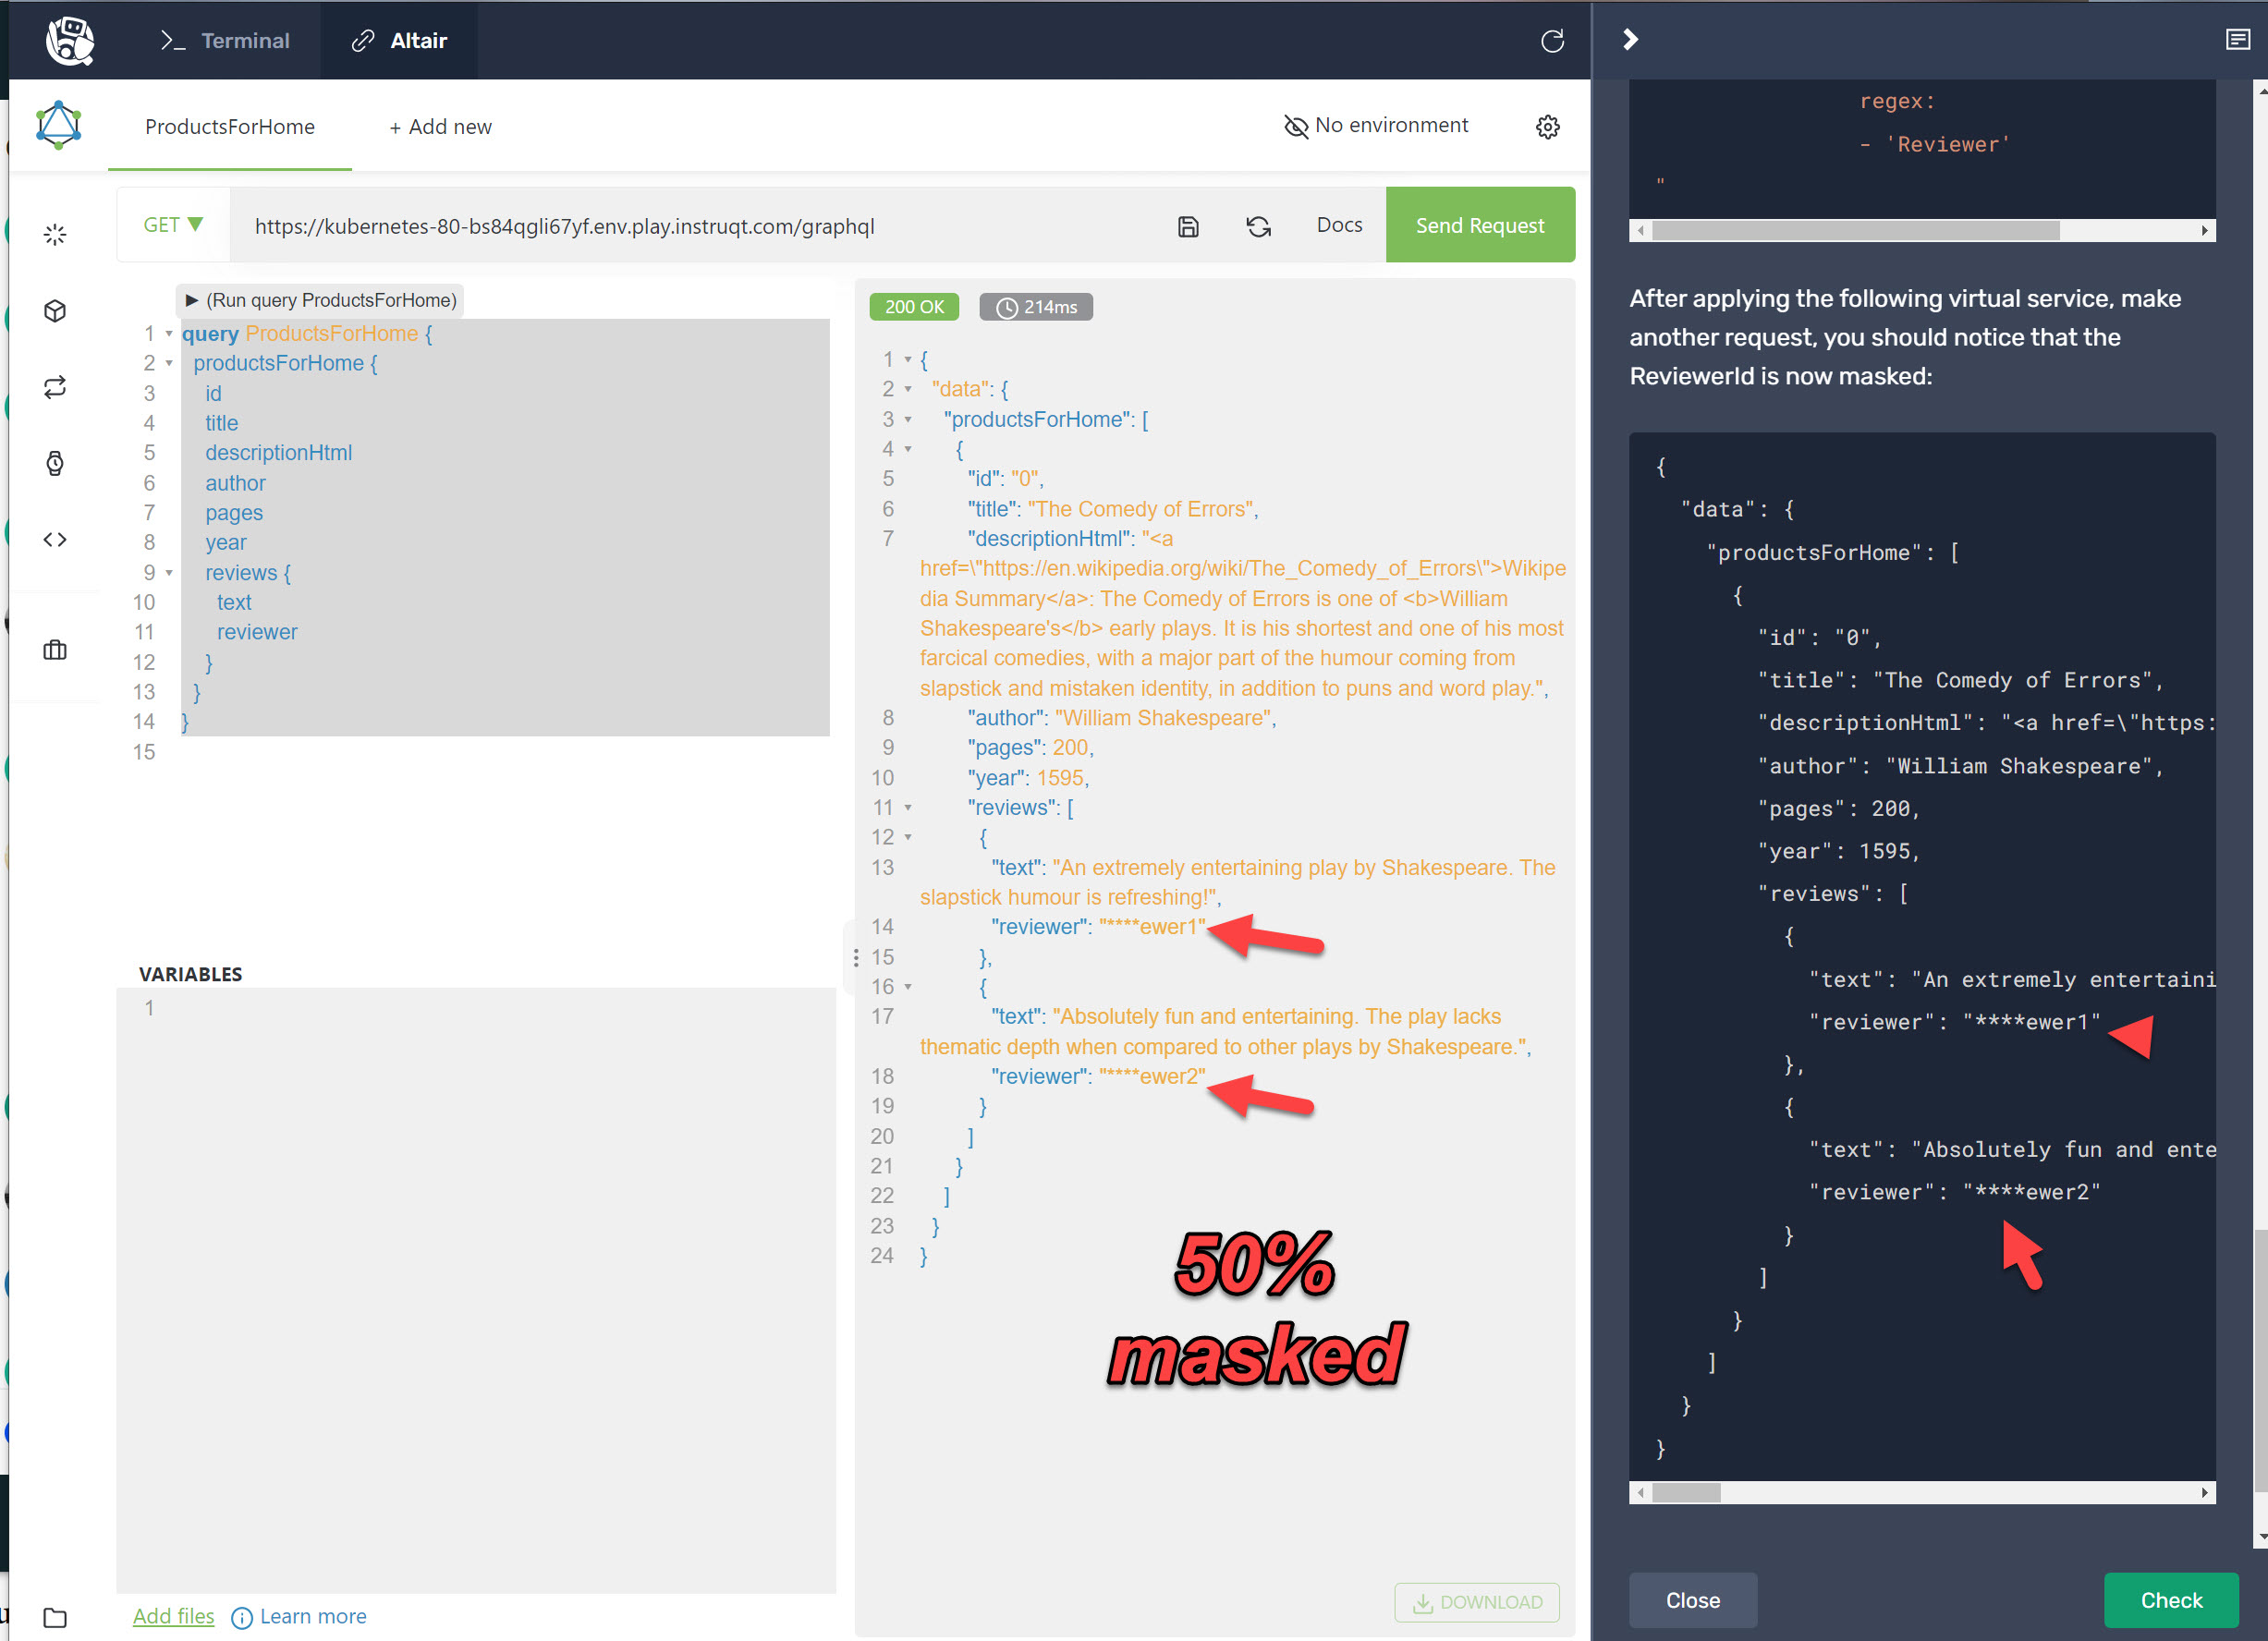 Terminal
Altair
ProductsForHome
+ Add new
No environment
GET ▼
https://kubernetes-80-bs84qgli67yf.env.play.instruqt.com/graphql
Docs
Send Request
▶ (Run query ProductsForHome)
1 query ProductsForHome {
2 productsForHome {
3 id
4 title
5 descriptionHtml
6 author
7 pages
8 year
9 reviews {
10 text
11 reviewer
12 }
13 }
14 }
15
VARIABLES
1
Add files
Learn more
200 OK
214ms
1 {
2 "data": {
3 "productsForHome": [
4 {
5 "id": "0",
6 "title": "The Comedy of Errors",
7 "descriptionHtml": "<a
href=\"https://en.wikipedia.org/wiki/The_Comedy_of_Errors\">Wikipe
dia Summary</a>: The Comedy of Errors is one of <b>William
Shakespeare's</b> early plays. It is his shortest and one of his most
farcical comedies, with a major part of the humour coming from
slapstick and mistaken identity, in addition to puns and word play.",
8 "author": "William Shakespeare",
9 "pages": 200,
10 "year": 1595,
11 "reviews": [
12 {
13 "text": "An extremely entertaining play by Shakespeare. The
slapstick humour is refreshing!",
14 "reviewer": "****ewer1"
15 },
16 {
17 "text": "Absolutely fun and entertaining. The play lacks
thematic depth when compared to other plays by Shakespeare.",
18 "reviewer": "****ewer2"
19 }
20 ]
21 }
22 ]
23 }
24 }
50%
masked
DOWNLOAD
regex:
- 'Reviewer'
"
After applying the following virtual service, make
another request, you should notice that the
ReviewerId is now masked:
{
"data": {
"productsForHome": [
{
"id": "0",
"title": "The Comedy of Errors",
"descriptionHtml": "<a href=\"https:
"author": "William Shakespeare",
"pages": 200,
"year": 1595,
"reviews": [
{
"text": "An extremely entertaini
"reviewer": "****ewer1"
},
{
"text": "Absolutely fun and ente
"reviewer": "****ewer2"
}
]
}
]
}
}
Close
Check